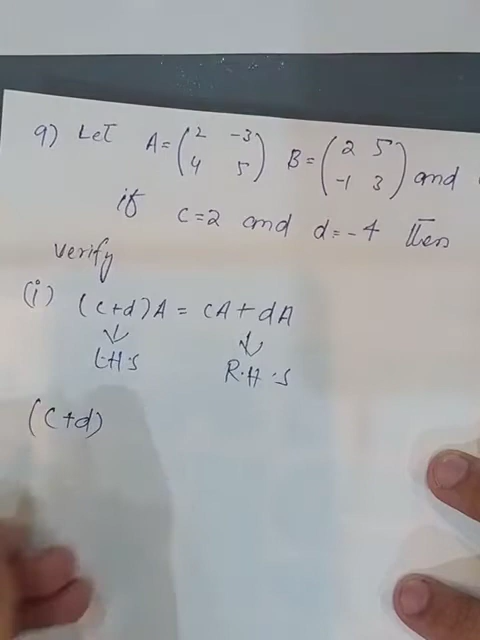 9) Let A = ( 2 -3 ) B = ( 2 5 ) and
( 4 5 ) ( -1 3 )
if c = 2 and d = -4 then
verify
(i) (c+d)A = cA + dA
L.H.S R.H.S
(c+d)